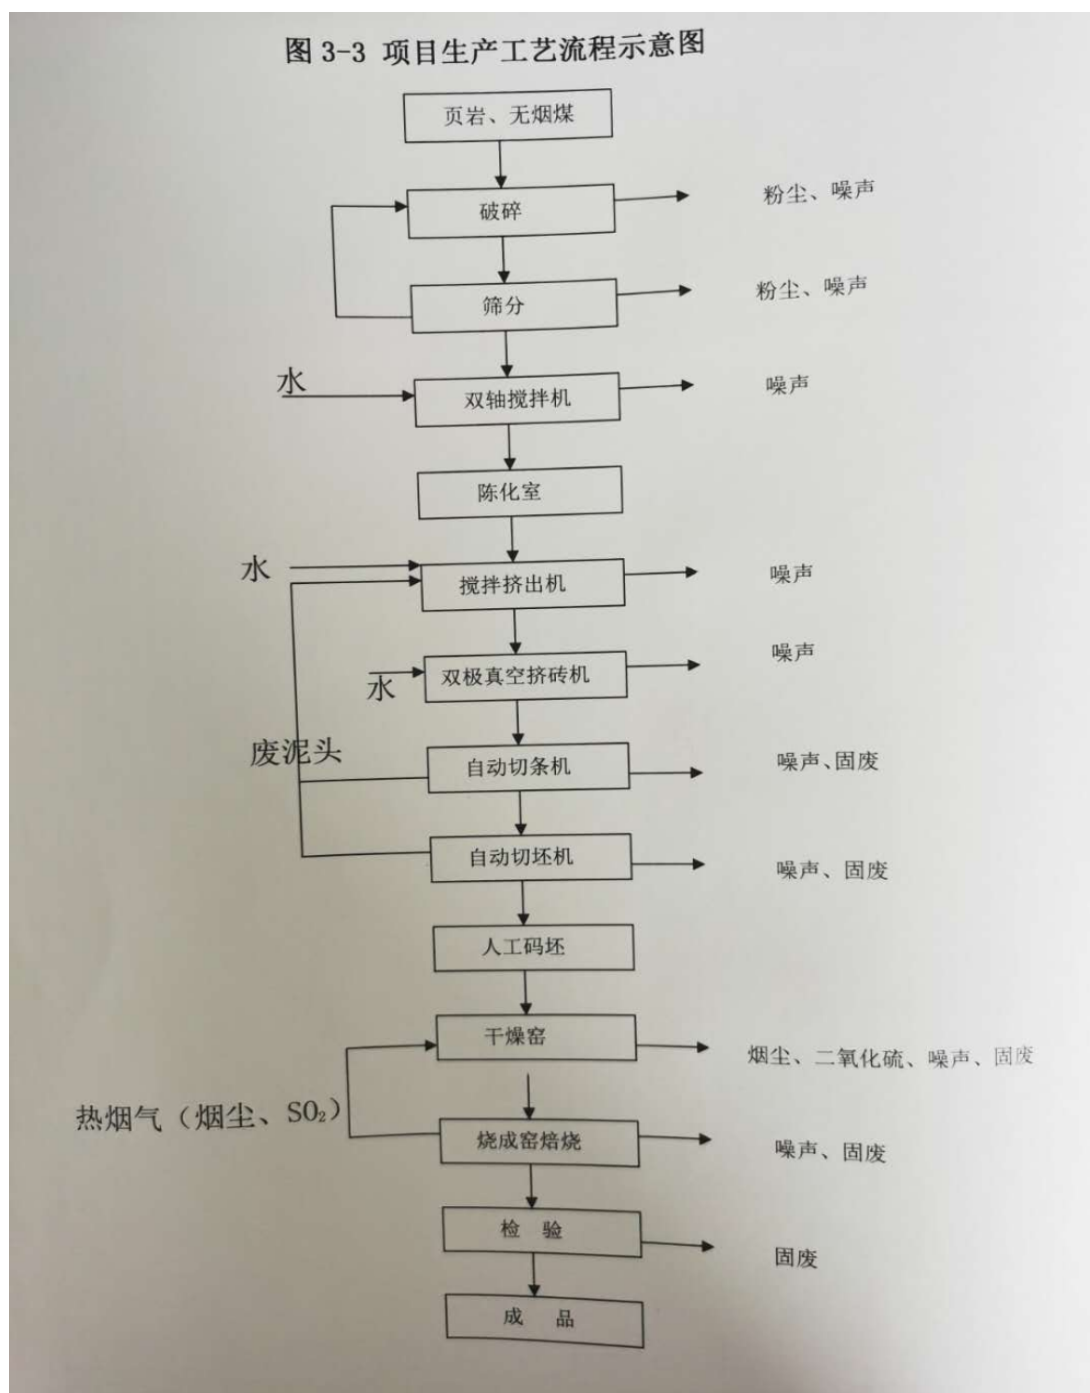 图 3-3 项目生产工艺流程示意图
页岩、无烟煤
破碎
粉尘、噪声
筛分
粉尘、噪声
水
双轴搅拌机
噪声
陈化室
水
搅拌挤出机
噪声
水
双极真空挤砖机
噪声
废泥头
自动切条机
噪声、固废
自动切坯机
噪声、固废
人工码坯
干燥窑
烟尘、二氧化硫、噪声、固废
热烟气（烟尘、SO₂）
烧成窑焙烧
噪声、固废
检 验
固废
成 品